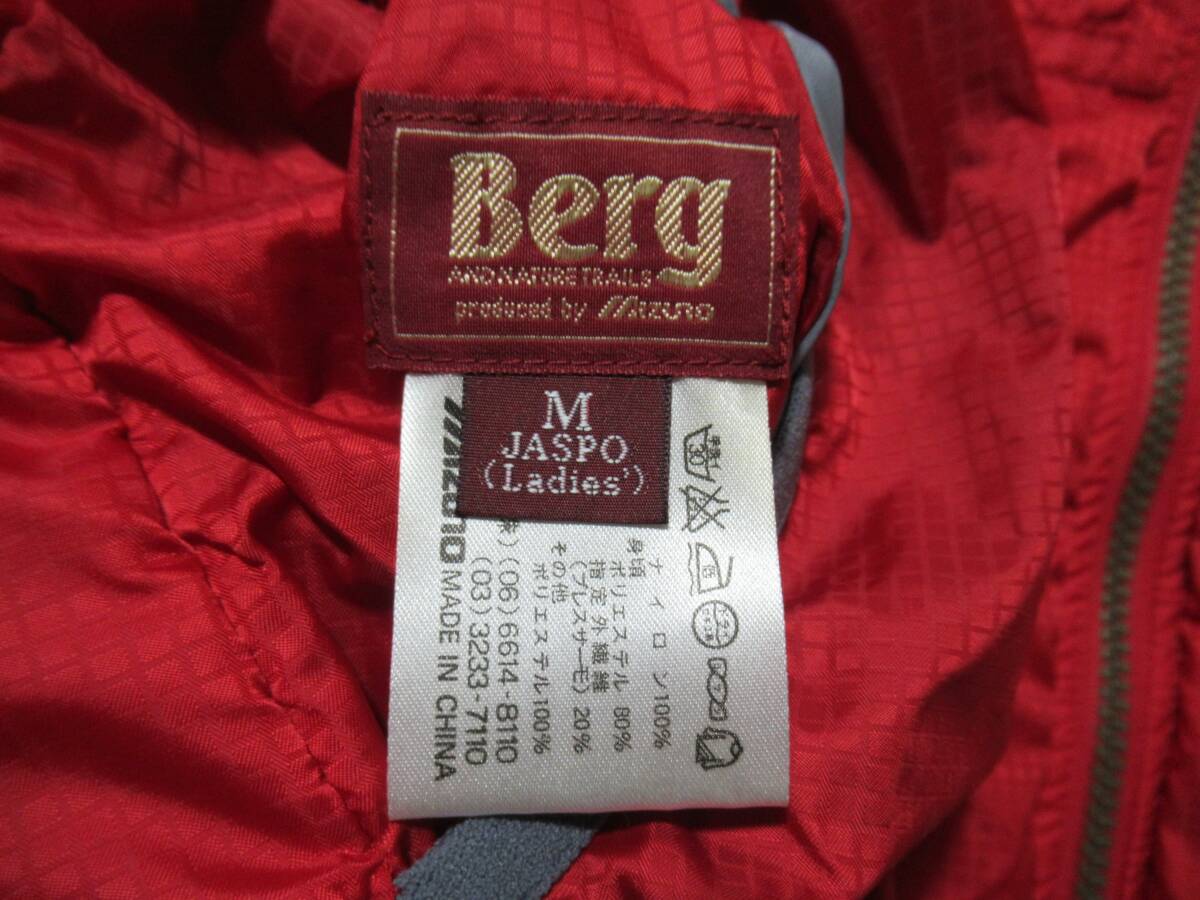 Berg
AND NATURE TRAILS
produced by Mizuno
M
JASPO
(Ladies')
30
中
ナイロン100%
身頃
ポリエステル 80%
指定外繊維
(ブレスサーモ) 20%
その他
ポリエステル100%
(06)6614-8110
(03)3233-7110
Mizuno MADE IN CHINA